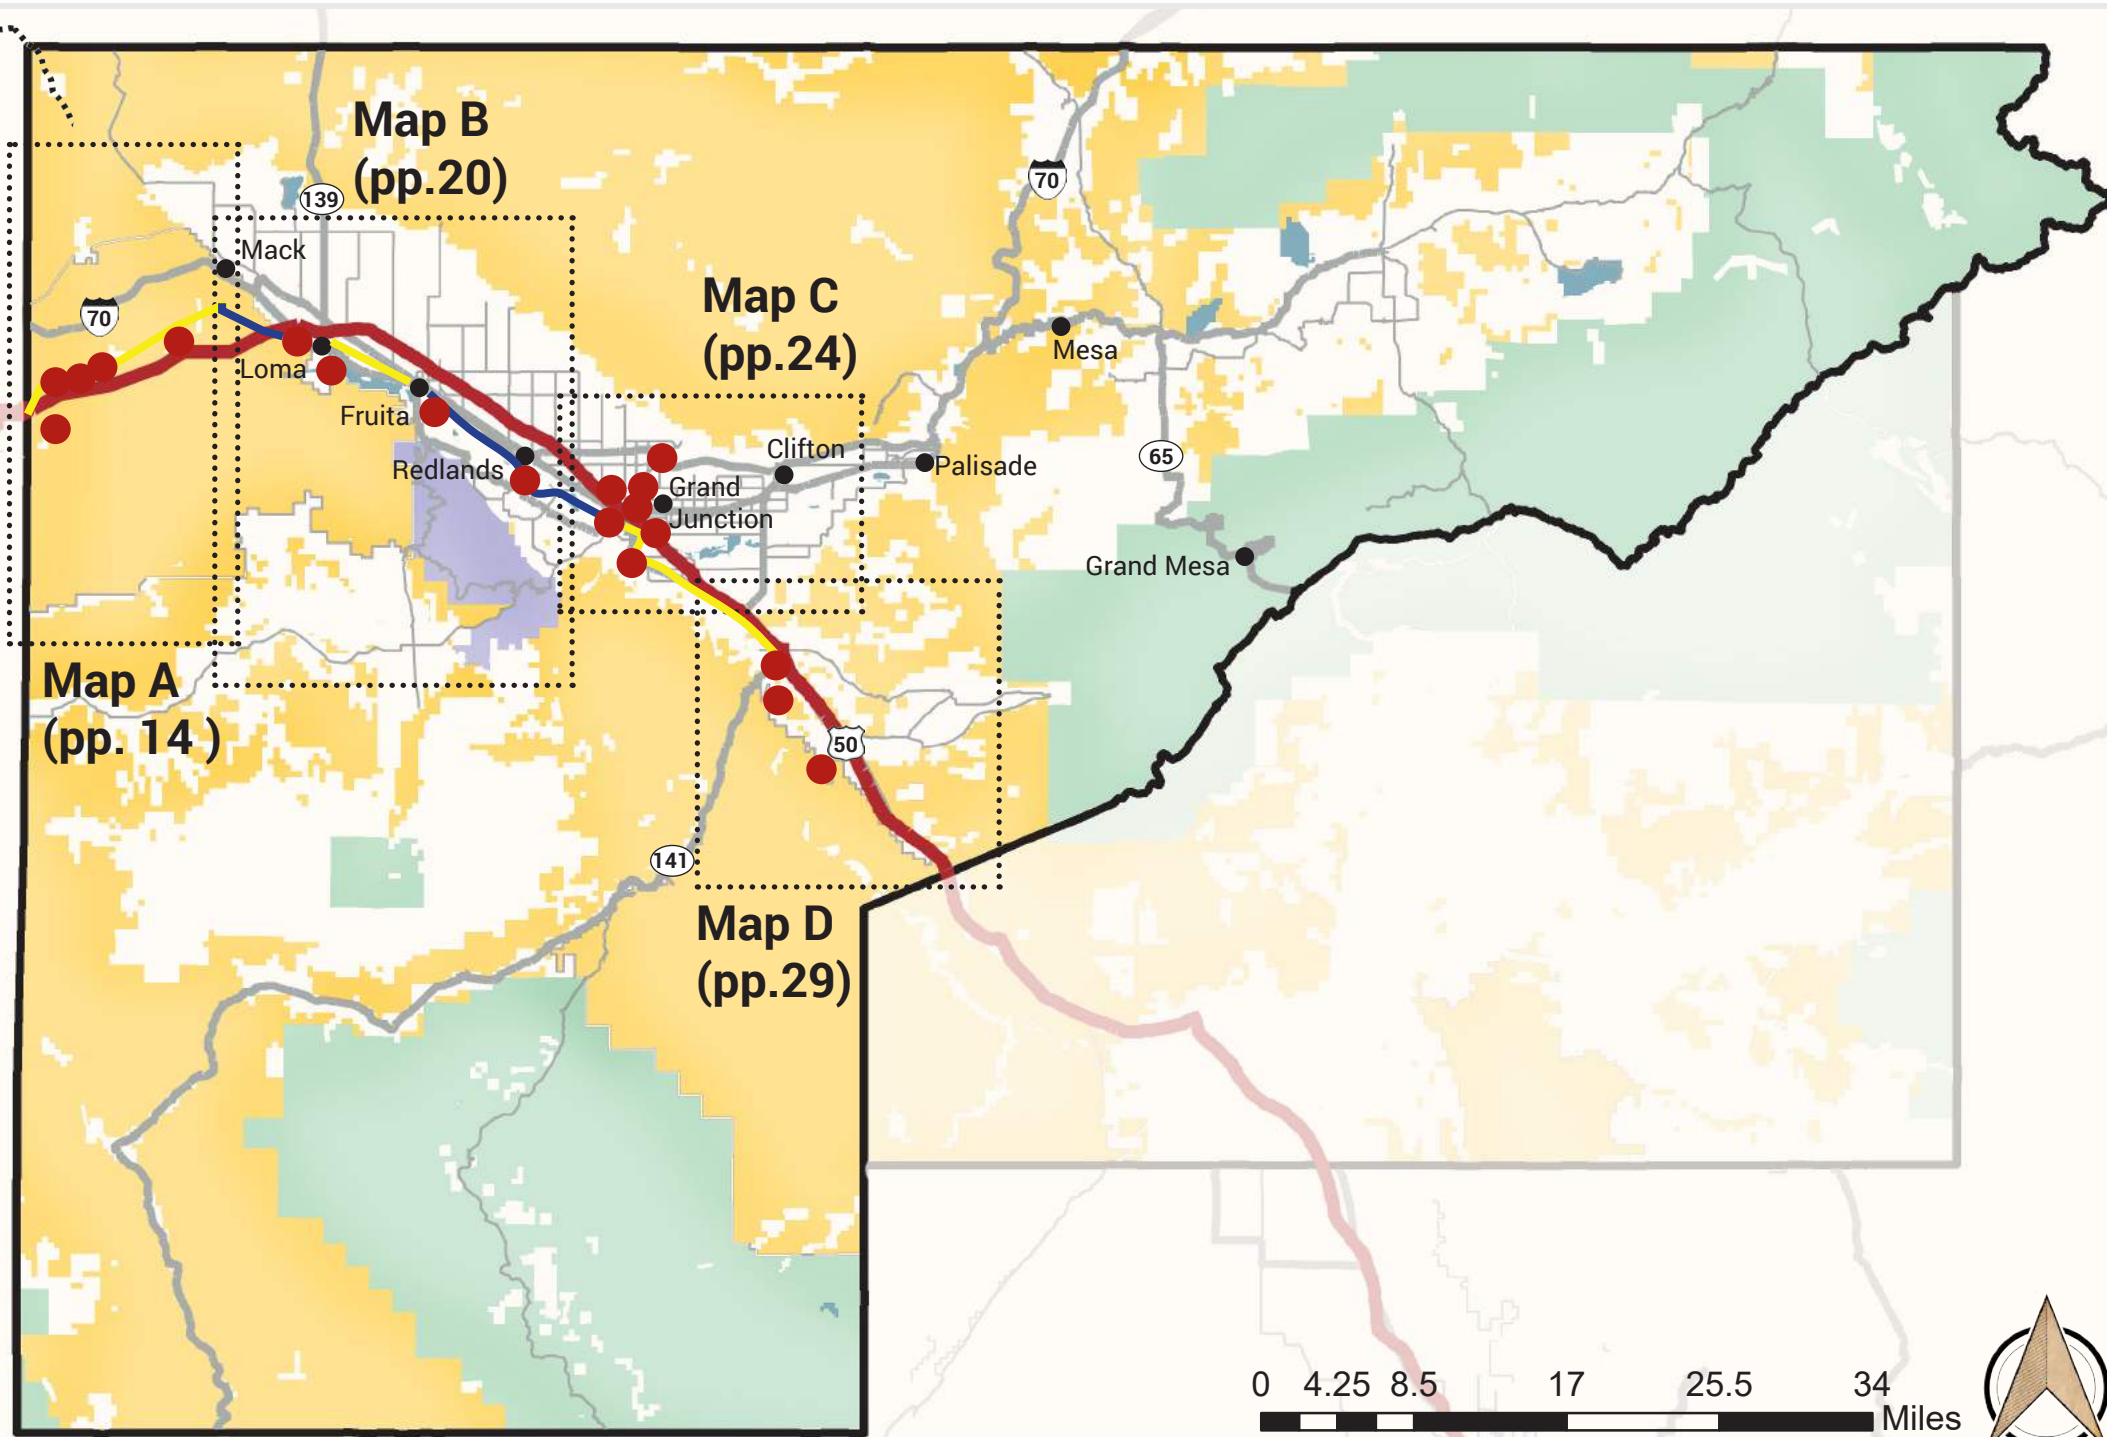 Map B
(pp.20)
70
139
Mack
Map C
(pp.24)
70
Mesa
Loma
Fruita
Clifton
65
Redlands
Palisade
Grand
Junction
Grand Mesa
Map A
(pp. 14 )
50
141
Map D
(pp.29)
0 4.25 8.5 17 25.5 34
Miles